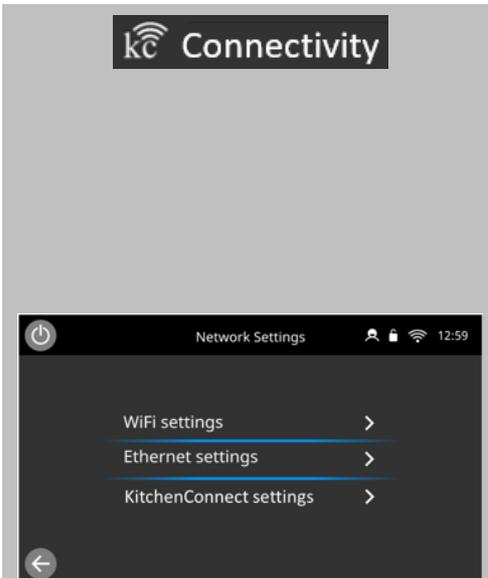 kc Connectivity
Network Settings 12:59
WiFi settings
Ethernet settings
KitchenConnect settings